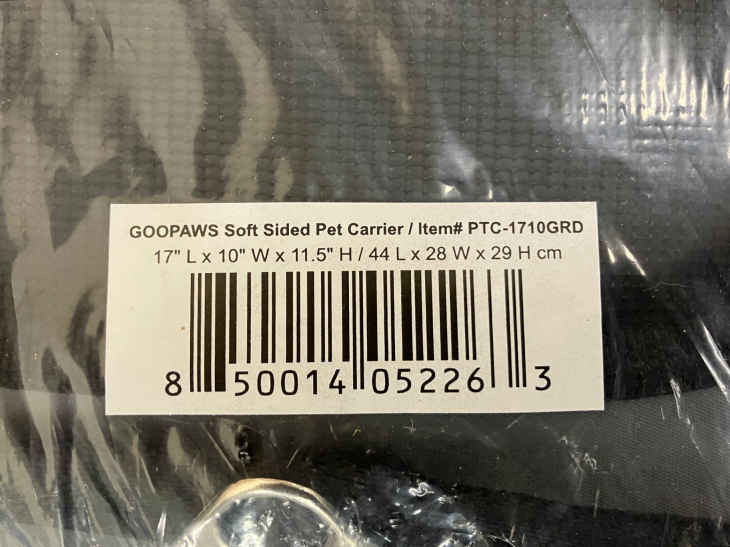 GOOPAWS Soft Sided Pet Carrier / Item# PTC-1710GRD
17" L x 10" W x 11.5" H / 44 L x 28 W x 29 H cm
8 50014 05226 3